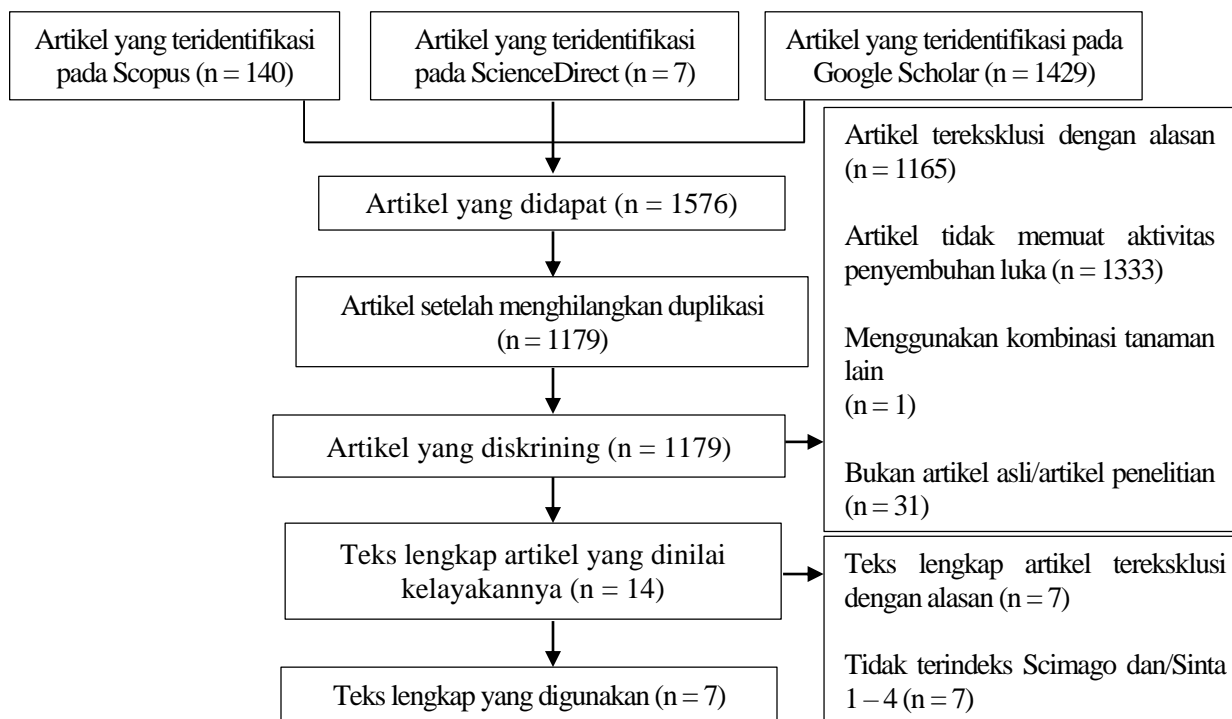 Artikel yang teridentifikasi
pada Scopus (n = 140)
Artikel yang teridentifikasi
pada ScienceDirect (n = 7)
Artikel yang teridentifikasi pada
Google Scholar (n = 1429)
Artikel yang didapat (n = 1576)
Artikel setelah menghilangkan duplikasi
(n = 1179)
Artikel yang diskrining (n = 1179)
Artikel tereksklusi dengan alasan
(n = 1165)
Artikel tidak memuat aktivitas
penyembuhan luka (n = 1333)
Menggunakan kombinasi tanaman
lain
(n = 1)
Bukan artikel asli/artikel penelitian
(n = 31)
Teks lengkap artikel yang dinilai
kelayakannya (n = 14)
Teks lengkap artikel tereksklusi
dengan alasan (n = 7)
Tidak terindeks Scimago dan/Sinta
1 – 4 (n = 7)
Teks lengkap yang digunakan (n = 7)